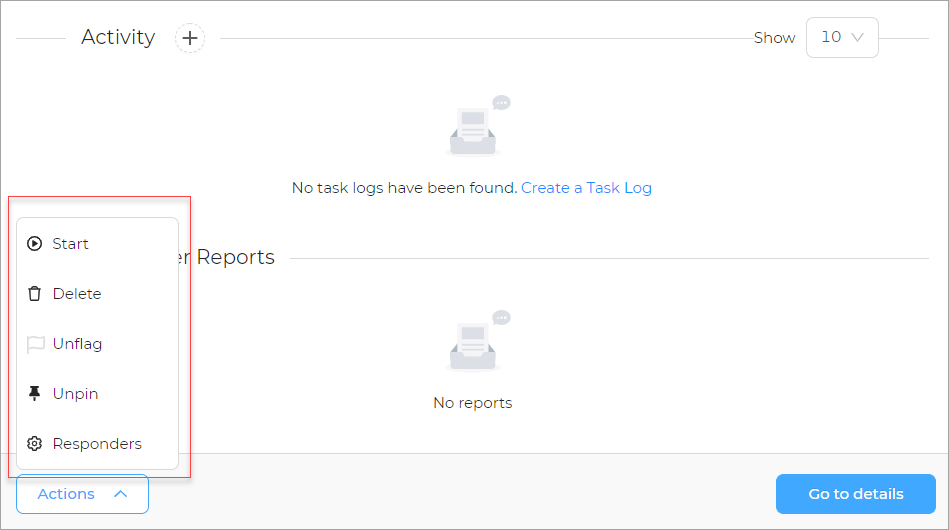 Activity
Show 10
No task logs have been found. Create a Task Log
Start
er Reports
Delete
Unflag
Unpin
No reports
Responders
Actions
Go to details